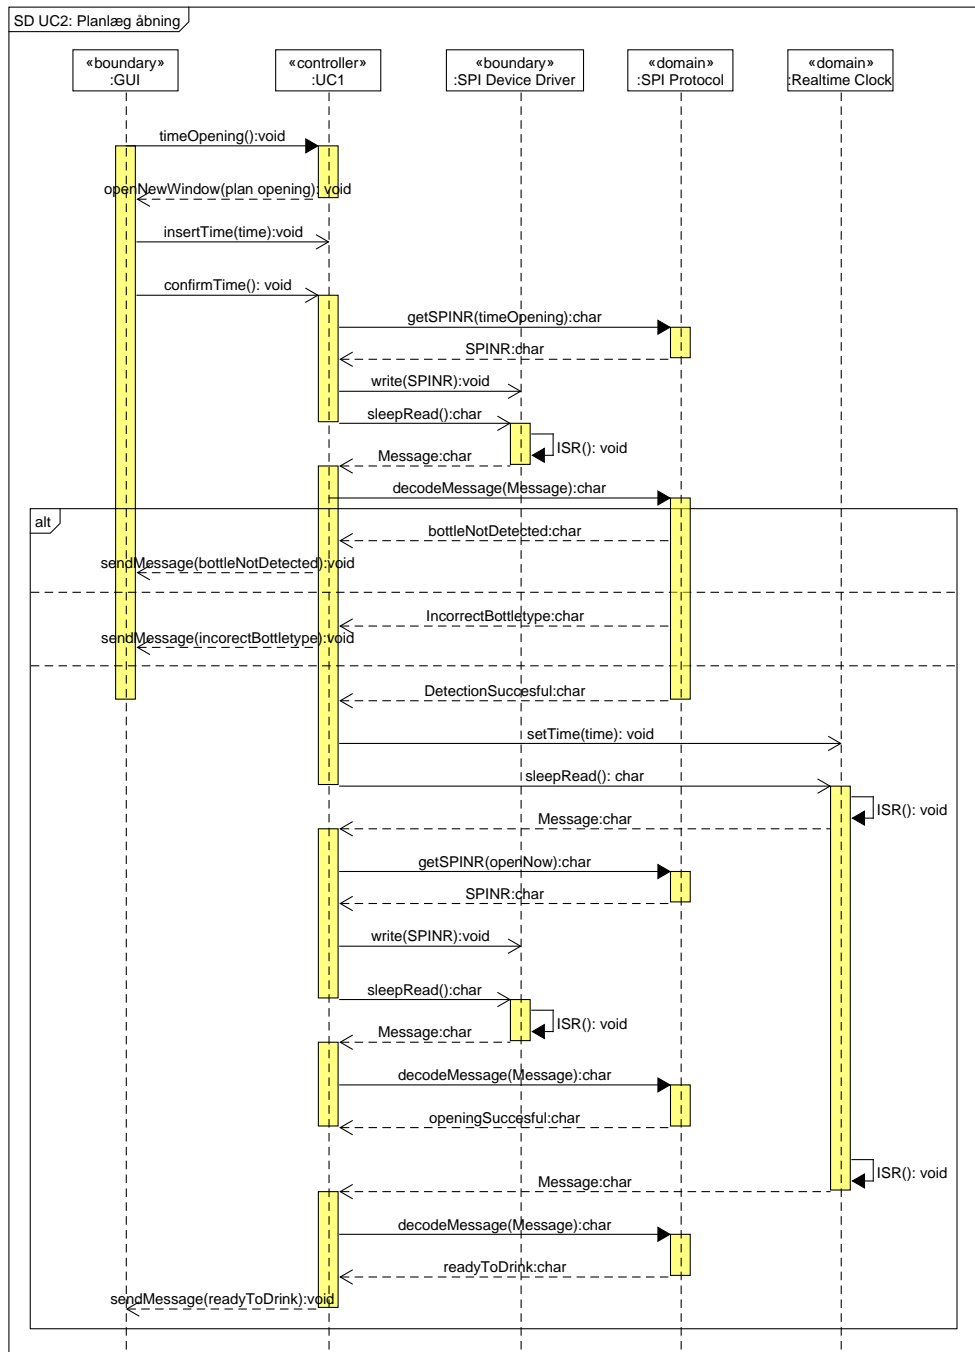 SD UC2: Planlæg åbning
«boundary»
:GUI
«controller»
:UC1
«boundary»
:SPI Device Driver
«domain»
:SPI Protocol
«domain»
:Realtime Clock
timeOpening():void
openNewWindow(plan opening): void
insertTime(time):void
confirmTime(): void
getSPINR(timeOpening):char
SPINR:char
write(SPINR):void
sleepRead():char
ISR(): void
Message:char
decodeMessage(Message):char
alt
bottleNotDetected:char
sendMessage(bottleNotDetected):void
IncorrectBottletype:char
sendMessage(incorectBottletype):void
DetectionSuccesful:char
setTime(time): void
sleepRead(): char
ISR(): void
Message:char
getSPINR(openNow):char
SPINR:char
write(SPINR):void
sleepRead():char
ISR(): void
Message:char
decodeMessage(Message):char
openingSuccesful:char
ISR(): void
Message:char
decodeMessage(Message):char
readyToDrink:char
sendMessage(readyToDrink):void